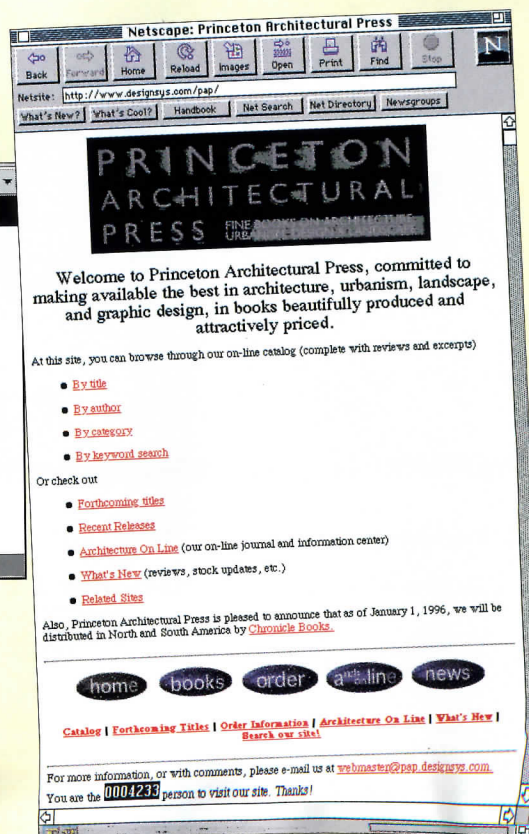 Netscape: Princeton Architectural Press
Back Forward Home Reload Images Open Print Find Stop N
Netsite: http://www.designsys.com/pap/
What's New? What's Cool? Handbook Net Search Net Directory Newsgroups
PRINCETON
ARCHITECTURAL
PRESS FINE BOOKS ON ARCHITECTURE
URBAN LANDSCAPE
Welcome to Princeton Architectural Press, committed to
making available the best in architecture, urbanism, landscape,
and graphic design, in books beautifully produced and
attractively priced.
At this site, you can browse through our on-line catalog (complete with reviews and excerpts)
By title
By author
By category
By keyword search
Or check out
Forthcoming titles
Recent Releases
Architecture On Line (our on-line journal and information center)
What's New (reviews, stock updates, etc.)
Related Sites
Also, Princeton Architectural Press is pleased to announce that as of January 1, 1996, we will be
distributed in North and South America by Chronicle Books.
home books order line news
Catalog | Forthcoming Titles | Order Information | Architecture On Line | What's New |
Search our site!
For more information, or with comments, please e-mail us at webmaster@pap.designsys.com.
You are the 0004233 person to visit our site. Thanks!